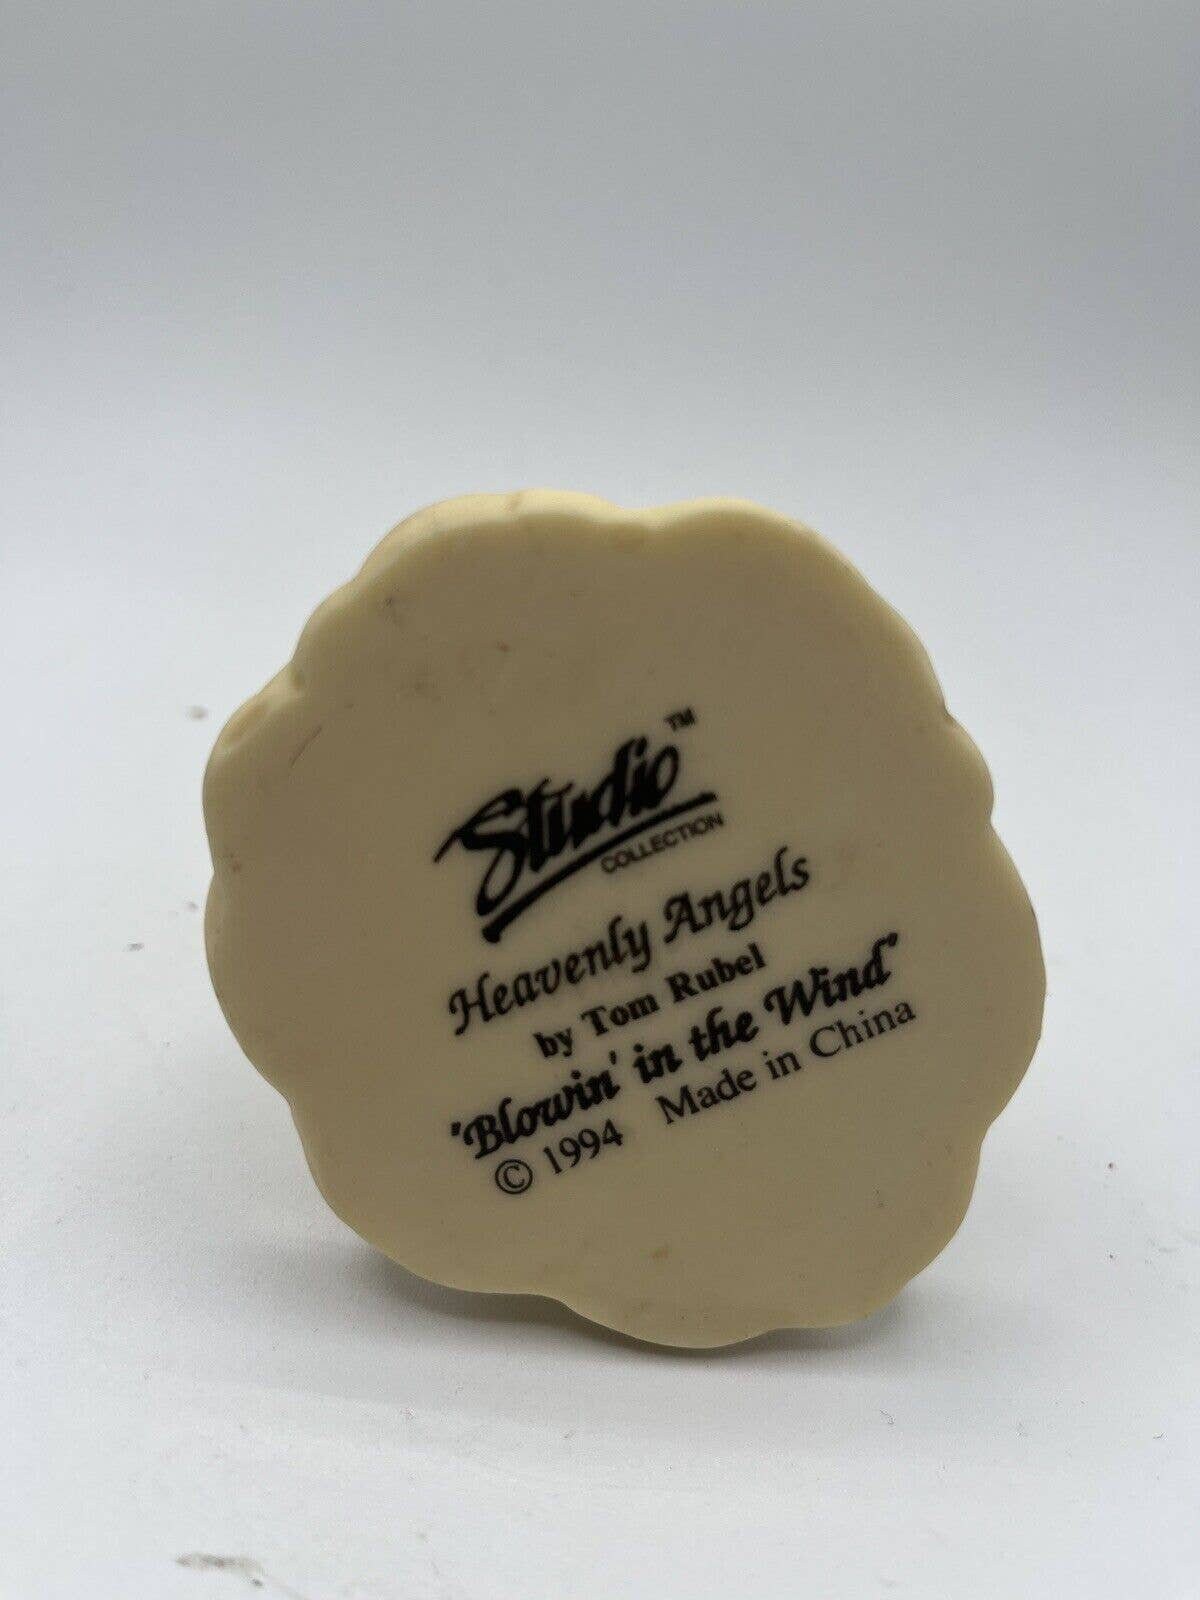 Studio™
COLLECTION
Heavenly Angels
by Tom Rubel
"Blowin' in the Wind"
© 1994 Made in China